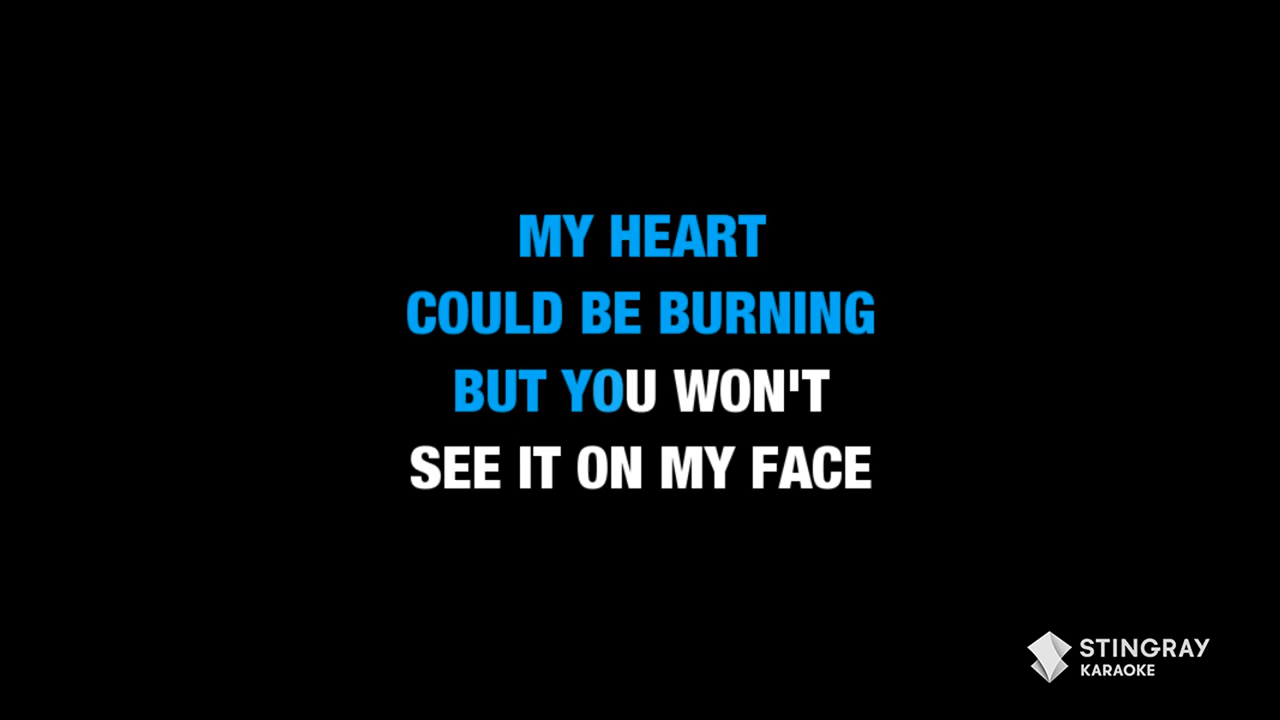 MY HEART
COULD BE BURNING
BUT YOU WON'T
SEE IT ON MY FACE
STINGRAY
KARAOKE